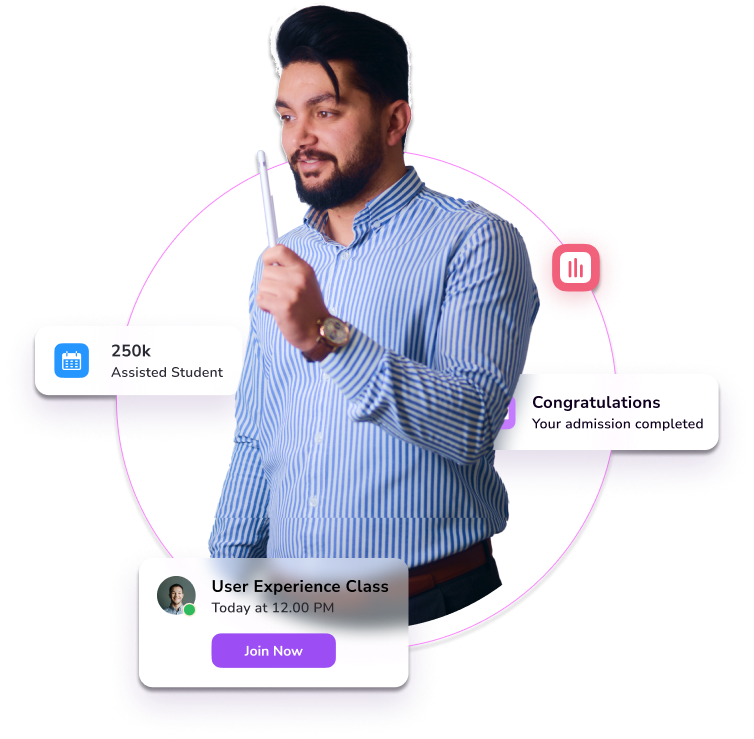 250k
Assisted Student
Congratulations
Your admission completed
User Experience Class
Today at 12.00 PM
Join Now